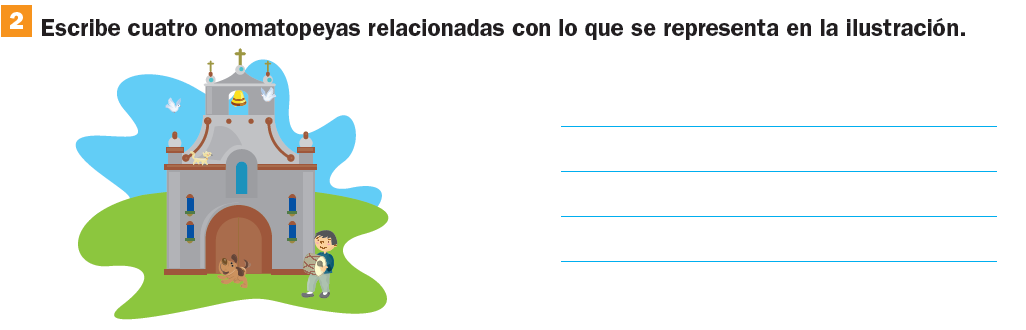 2 Escribe cuatro onomatopeyas relacionadas con lo que se representa en la ilustración.